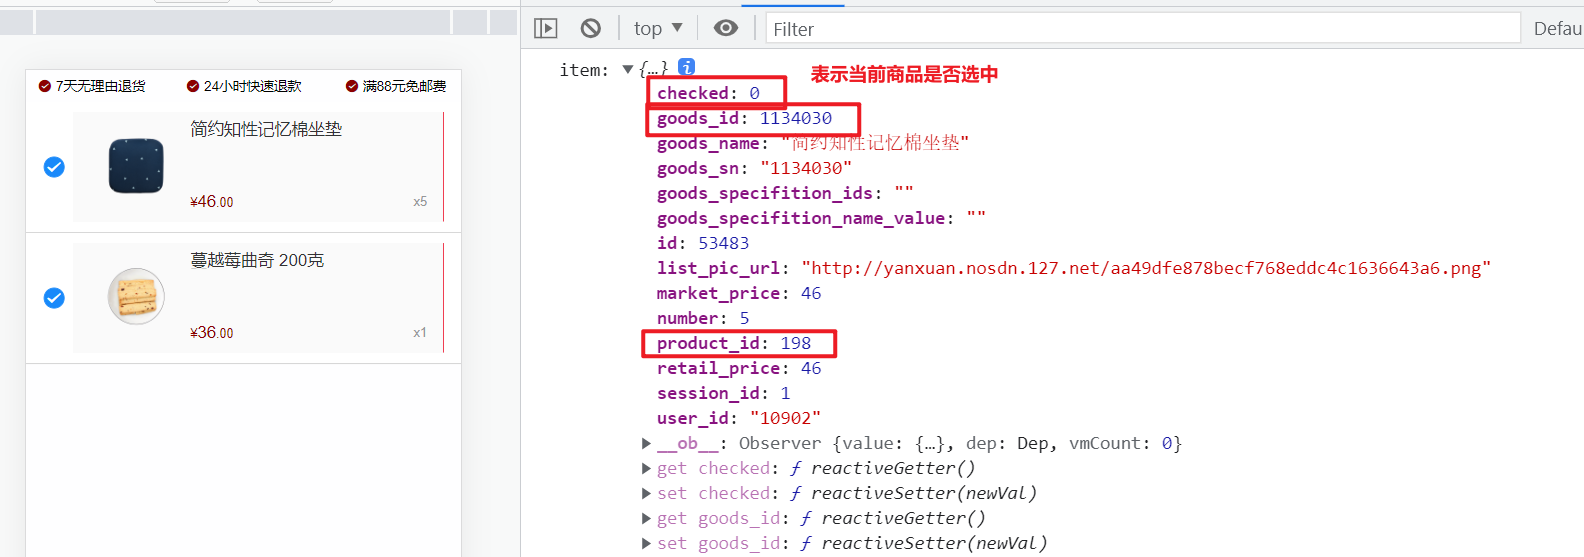 top
Filter
Defau
7天无理由退货 24小时快速退款 满88元免邮费
简约知性记忆棉坐垫
¥46.00 x5
蔓越莓曲奇 200克
¥36.00 x1
item: {…} i
表示当前商品是否选中
checked: 0
goods_id: 1134030
goods_name: "简约知性记忆棉坐垫"
goods_sn: "1134030"
goods_specifition_ids: ""
goods_specifition_name_value: ""
id: 53483
list_pic_url: "http://yanxuan.nosdn.127.net/aa49dfe878becf768eddc4c1636643a6.png"
market_price: 46
number: 5
product_id: 198
retail_price: 46
session_id: 1
user_id: "10902"
__ob__: Observer {value: {…}, dep: Dep, vmCount: 0}
get checked: ƒ reactiveGetter()
set checked: ƒ reactiveSetter(newVal)
get goods_id: ƒ reactiveGetter()
set goods_id: ƒ reactiveSetter(newVal)